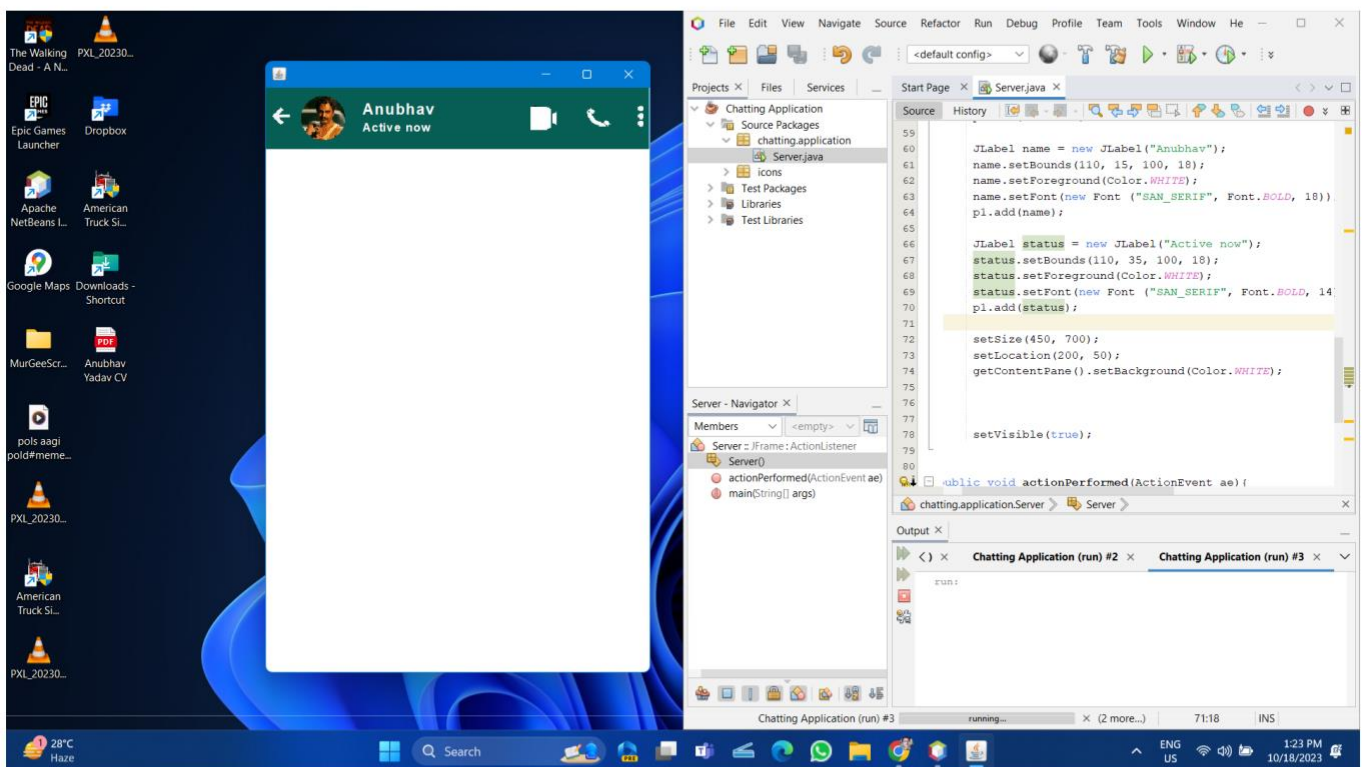 The Walking
Dead - A N...
PXL_20230...
EPIC
GAMES
Epic Games
Launcher
Dropbox
Apache
NetBeans I...
American
Truck Si...
Google Maps
Downloads -
Shortcut
MurGeeScr...
PDF
Anubhav
Yadav CV
pols aagi
pold#meme...
PXL_20230...
American
Truck Si...
PXL_20230...
Anubhav
Active now
File Edit View Navigate Source Refactor Run Debug Profile Team Tools Window He
<default config>
Projects Files Services
Chatting Application
Source Packages
chatting.application
Server.java
icons
Test Packages
Libraries
Test Libraries
Server - Navigator
Members <empty>
Server :: JFrame : ActionListener
Server()
actionPerformed(ActionEvent ae)
main(String[] args)
Start Page Server.java
Source History
59
60 JLabel name = new JLabel("Anubhav");
61 name.setBounds(110, 15, 100, 18);
62 name.setForeground(Color.WHITE);
63 name.setFont(new Font ("SAN_SERIF", Font.BOLD, 18))
64 p1.add(name);
65
66 JLabel status = new JLabel("Active now");
67 status.setBounds(110, 35, 100, 18);
68 status.setForeground(Color.WHITE);
69 status.setFont(new Font ("SAN_SERIF", Font.BOLD, 14
70 p1.add(status);
71
72 setSize(450, 700);
73 setLocation(200, 50);
74 getContentPane().setBackground(Color.WHITE);
75
76
77
78 setVisible(true);
79
80
ublic void actionPerformed(ActionEvent ae){
chatting.application.Server Server
Output
Chatting Application (run) #2 Chatting Application (run) #3
run:
Chatting Application (run) #3 running... (2 more...) 71:18 INS
1
28°C
Haze
Search
PRE
ENG
US
1:23 PM
10/18/2023